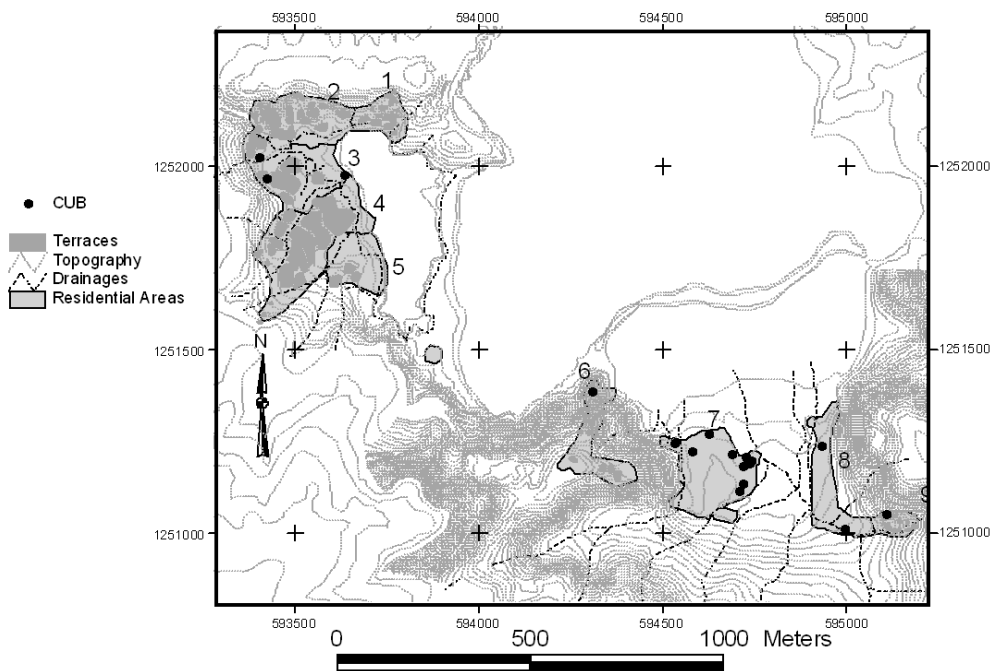 593500 594000 594500 595000
1 2
1252000 1252000
3
CUB
4
Terraces
Topography
Drainages
Residential Areas
5
N
1251500 1251500
6
7
8
9
1251000 1251000
593500 594000 594500 595000
0 500 1000 Meters